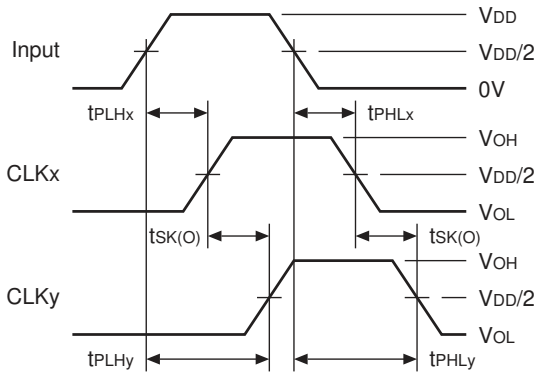 VDD
Input
VDD/2
0V
tPLHx
tPHLx
VOH
CLKx
VDD/2
VOL
tSK(O)
tSK(O)
VOH
CLKy
VDD/2
VOL
tPLHy
tPHLy